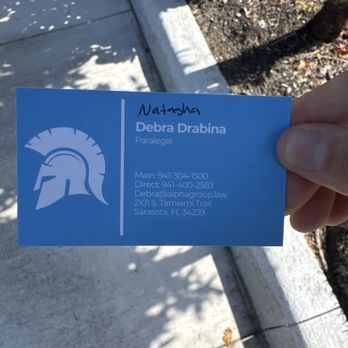 Natasha
Debra Drabina
Paralegal
Main: 941-304-1500
Direct: 941-400-2583
Debra@alphagroup.law
2101 S. Tamiami Trail
Sarasota, FL 34239